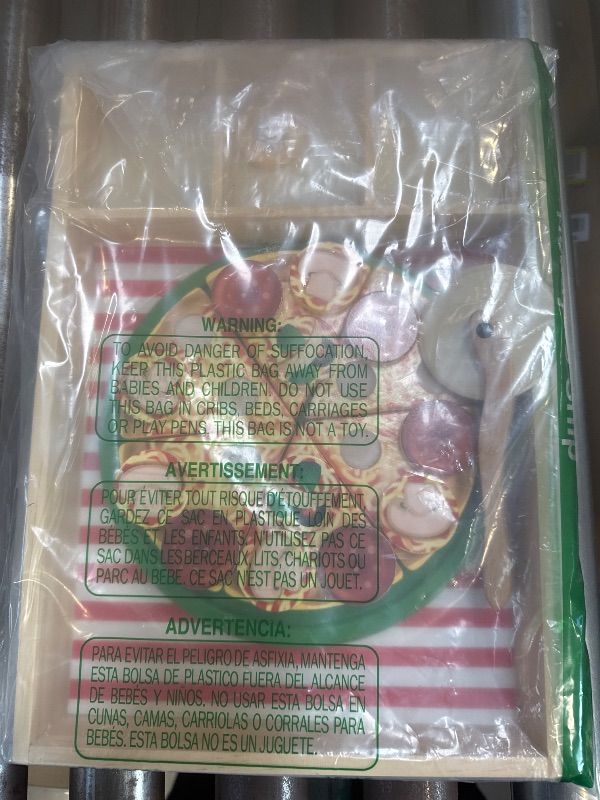 WARNING:
TO AVOID DANGER OF SUFFOCATION,
KEEP THIS PLASTIC BAG AWAY FROM
BABIES AND CHILDREN. DO NOT USE
THIS BAG IN CRIBS, BEDS, CARRIAGES
OR PLAY PENS. THIS BAG IS NOT A TOY.
AVERTISSEMENT:
POUR ÉVITER TOUT RISQUE D'ÉTOUFFEMENT,
GARDEZ CE SAC EN PLASTIQUE LOIN DES
BÉBÉS ET LES ENFANTS. N'UTILISEZ PAS CE
SAC DANS LES BERCEAUX, LITS, CHARIOTS OU
PARC AU BEBE. CE SAC N'EST PAS UN JOUET.
ADVERTENCIA:
PARA EVITAR EL PELIGRO DE ASFIXIA, MANTENGA
ESTA BOLSA DE PLASTICO FUERA DEL ALCANCE
DE BEBÉS Y NIÑOS. NO USAR ESTA BOLSA EN
CUNAS, CAMAS, CARRIOLAS O CORRALES PARA
BEBÉS. ESTA BOLSA NO ES UN JUGUETE.